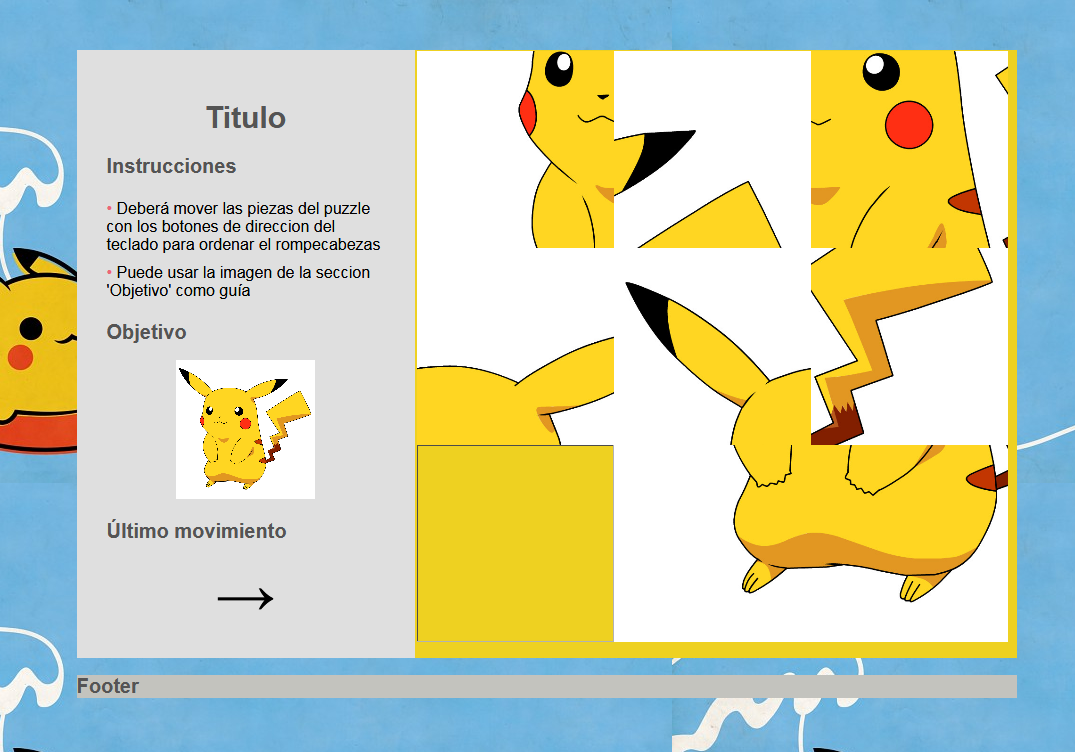 Titulo
Instrucciones
• Deberá mover las piezas del puzzle
con los botones de direccion del
teclado para ordenar el rompecabezas
• Puede usar la imagen de la seccion
'Objetivo' como guía
Objetivo
Último movimiento
→
Footer